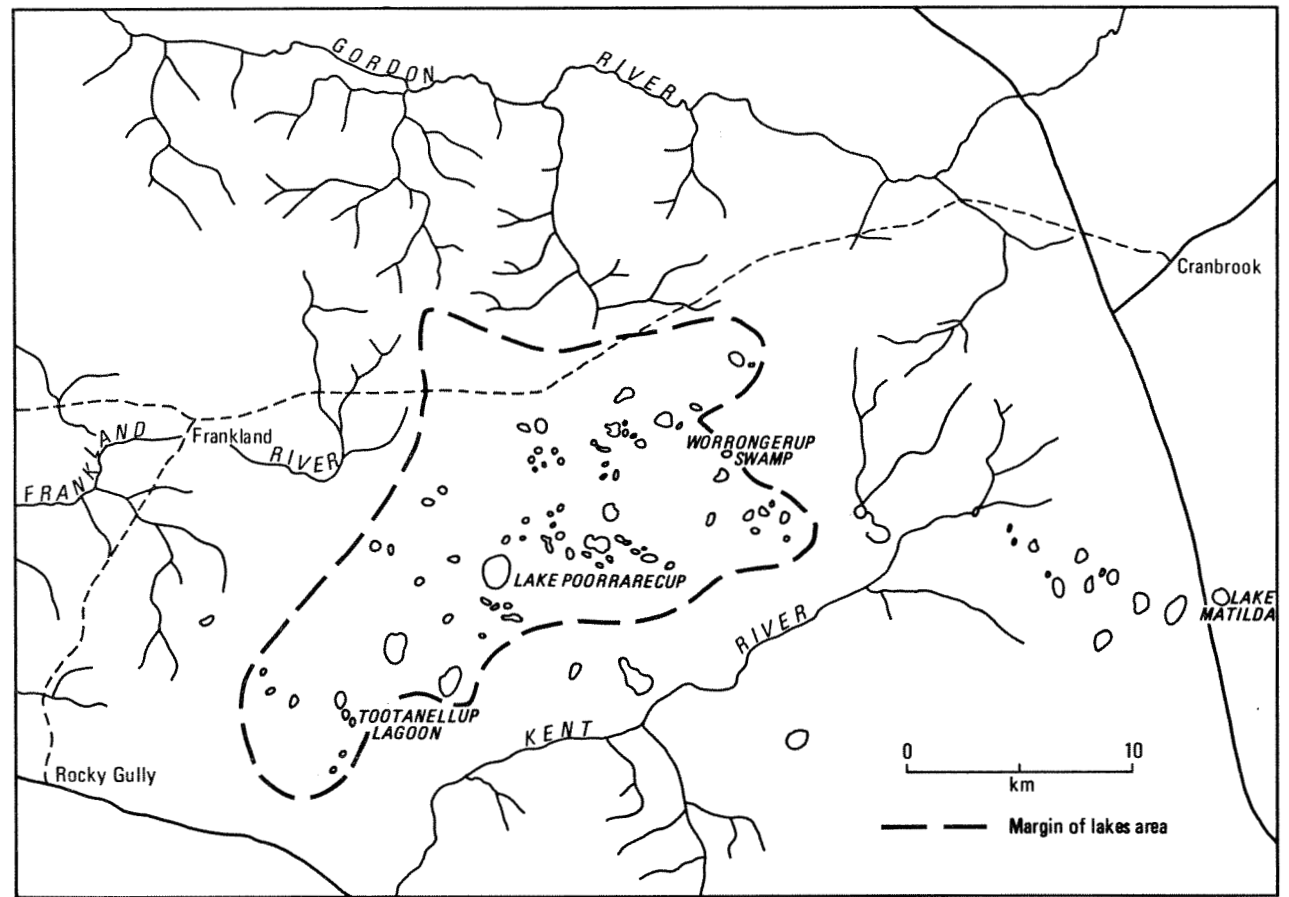 GORDON RIVER
Cranbrook
FRANKLAND RIVER
Frankland
WORRONGERUP
SWAMP
LAKE POORRARECUP
LAKE
MATILDA
TOOTANELLUP
LAGOON
KENT RIVER
Rocky Gully
0 10
km
Margin of lakes area